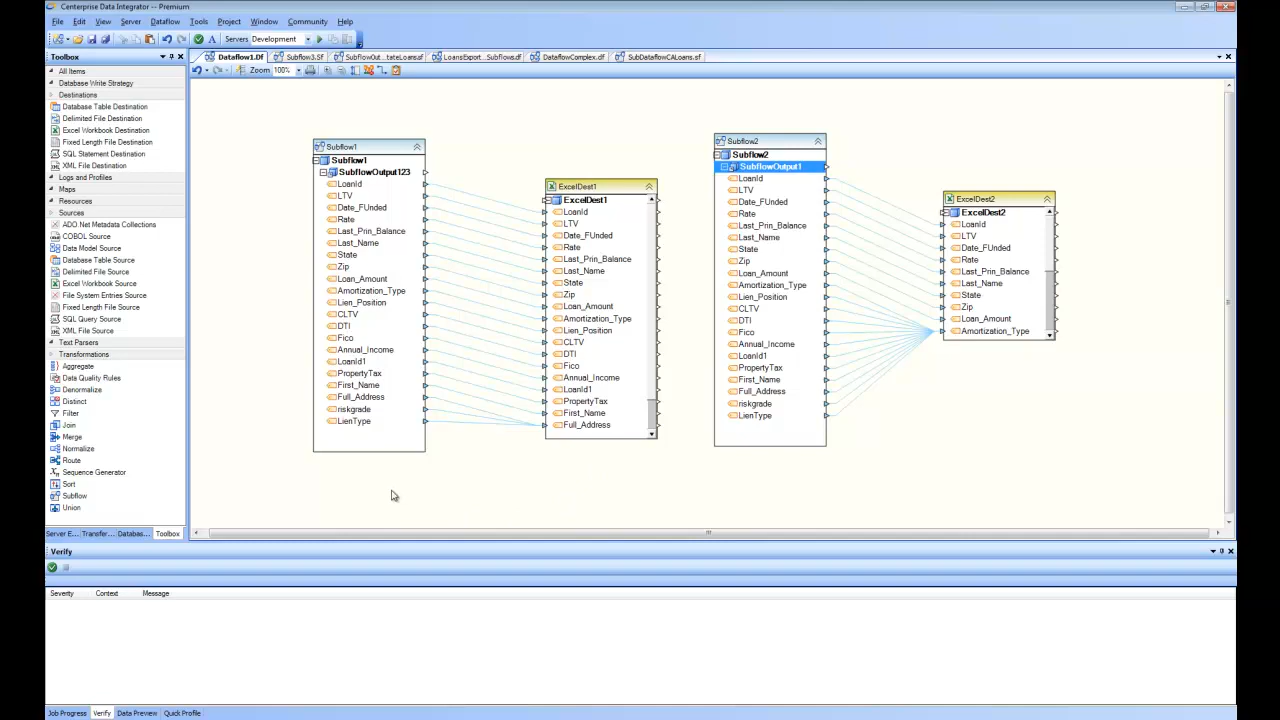 Centerprise Data Integrator -- Premium
File Edit View Server Dataflow Tools Project Window Community Help
Servers Development
Toolbox
All Items
Database Write Strategy
Destinations
Database Table Destination
Delimited File Destination
Excel Workbook Destination
Fixed Length File Destination
SQL Statement Destination
XML File Destination
Logs and Profiles
Maps
Resources
Sources
ADO.Net Metadata Collections
COBOL Source
Data Model Source
Database Table Source
Delimited File Source
Excel Workbook Source
File System Entries Source
Fixed Length File Source
SQL Query Source
XML File Source
Text Parsers
Transformations
Aggregate
Data Quality Rules
Denormalize
Distinct
Filter
Join
Merge
Normalize
Route
Sequence Generator
Sort
Subflow
Union
Server E... Transfer... Databas... Toolbox
Dataflow1.Df Subflow3.Sf SubflowOut...tateLoans.sf LoansExport...Subflows.df DataflowComplex.df SubDataflowCALoans.sf
Zoom 100%
Subflow1
Subflow1
SubflowOutput123
LoanId
LTV
Date_FUnded
Rate
Last_Prin_Balance
Last_Name
State
Zip
Loan_Amount
Amortization_Type
Lien_Position
CLTV
DTI
Fico
Annual_Income
LoanId1
PropertyTax
First_Name
Full_Address
riskgrade
LienType
ExcelDest1
ExcelDest1
LoanId
LTV
Date_FUnded
Rate
Last_Prin_Balance
Last_Name
State
Zip
Loan_Amount
Amortization_Type
Lien_Position
CLTV
DTI
Fico
Annual_Income
LoanId1
PropertyTax
First_Name
Full_Address
Subflow2
Subflow2
SubflowOutput1
LoanId
LTV
Date_FUnded
Rate
Last_Prin_Balance
Last_Name
State
Zip
Loan_Amount
Amortization_Type
Lien_Position
CLTV
DTI
Fico
Annual_Income
LoanId1
PropertyTax
First_Name
Full_Address
riskgrade
LienType
ExcelDest2
ExcelDest2
LoanId
LTV
Date_FUnded
Rate
Last_Prin_Balance
Last_Name
State
Zip
Loan_Amount
Amortization_Type
Verify
Severity Context Message
Job Progress Verify Data Preview Quick Profile